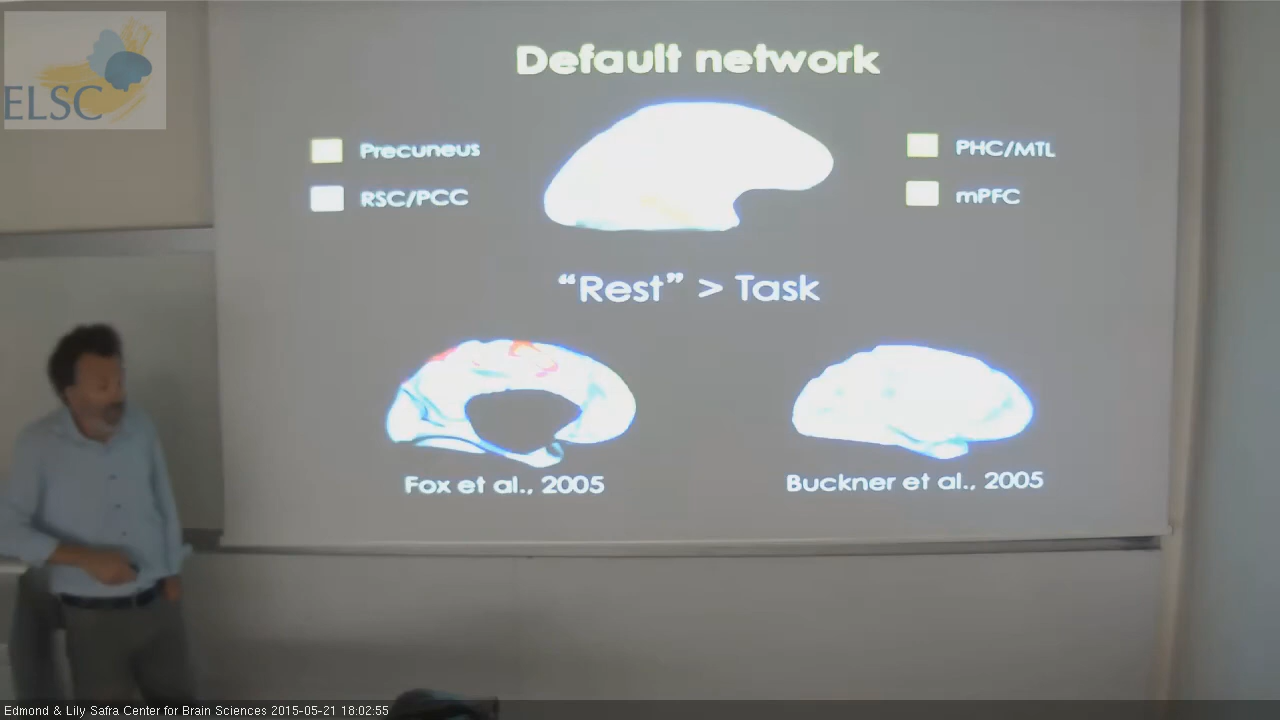 ELSC
Default network
Precuneus
RSC/PCC
PHC/MTL
mPFC
“Rest” > Task
Fox et al., 2005
Buckner et al., 2005
Edmond & Lily Safra Center for Brain Sciences 2015-05-21 18:02:55